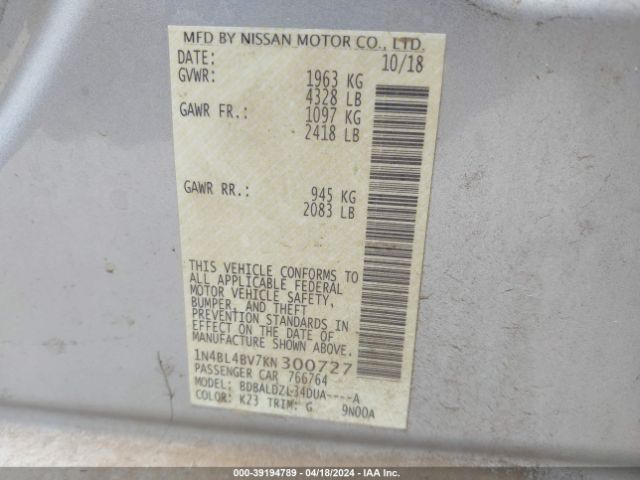 MFD BY NISSAN MOTOR CO., LTD.
DATE: 10/18
GVWR: 1963 KG
4328 LB
GAWR FR.: 1097 KG
2418 LB
GAWR RR.: 945 KG
2083 LB
THIS VEHICLE CONFORMS TO
ALL APPLICABLE FEDERAL
MOTOR VEHICLE SAFETY,
BUMPER, AND THEFT
PREVENTION STANDARDS IN
EFFECT ON THE DATE OF
MANUFACTURE SHOWN ABOVE.
1N4BL4BV7KN300727
PASSENGER CAR 766764
MODEL: BDBALDZL34DUA----A
COLOR: K23 TRIM: G 9N00A
000-39194789 - 04/18/2024 - IAA Inc.